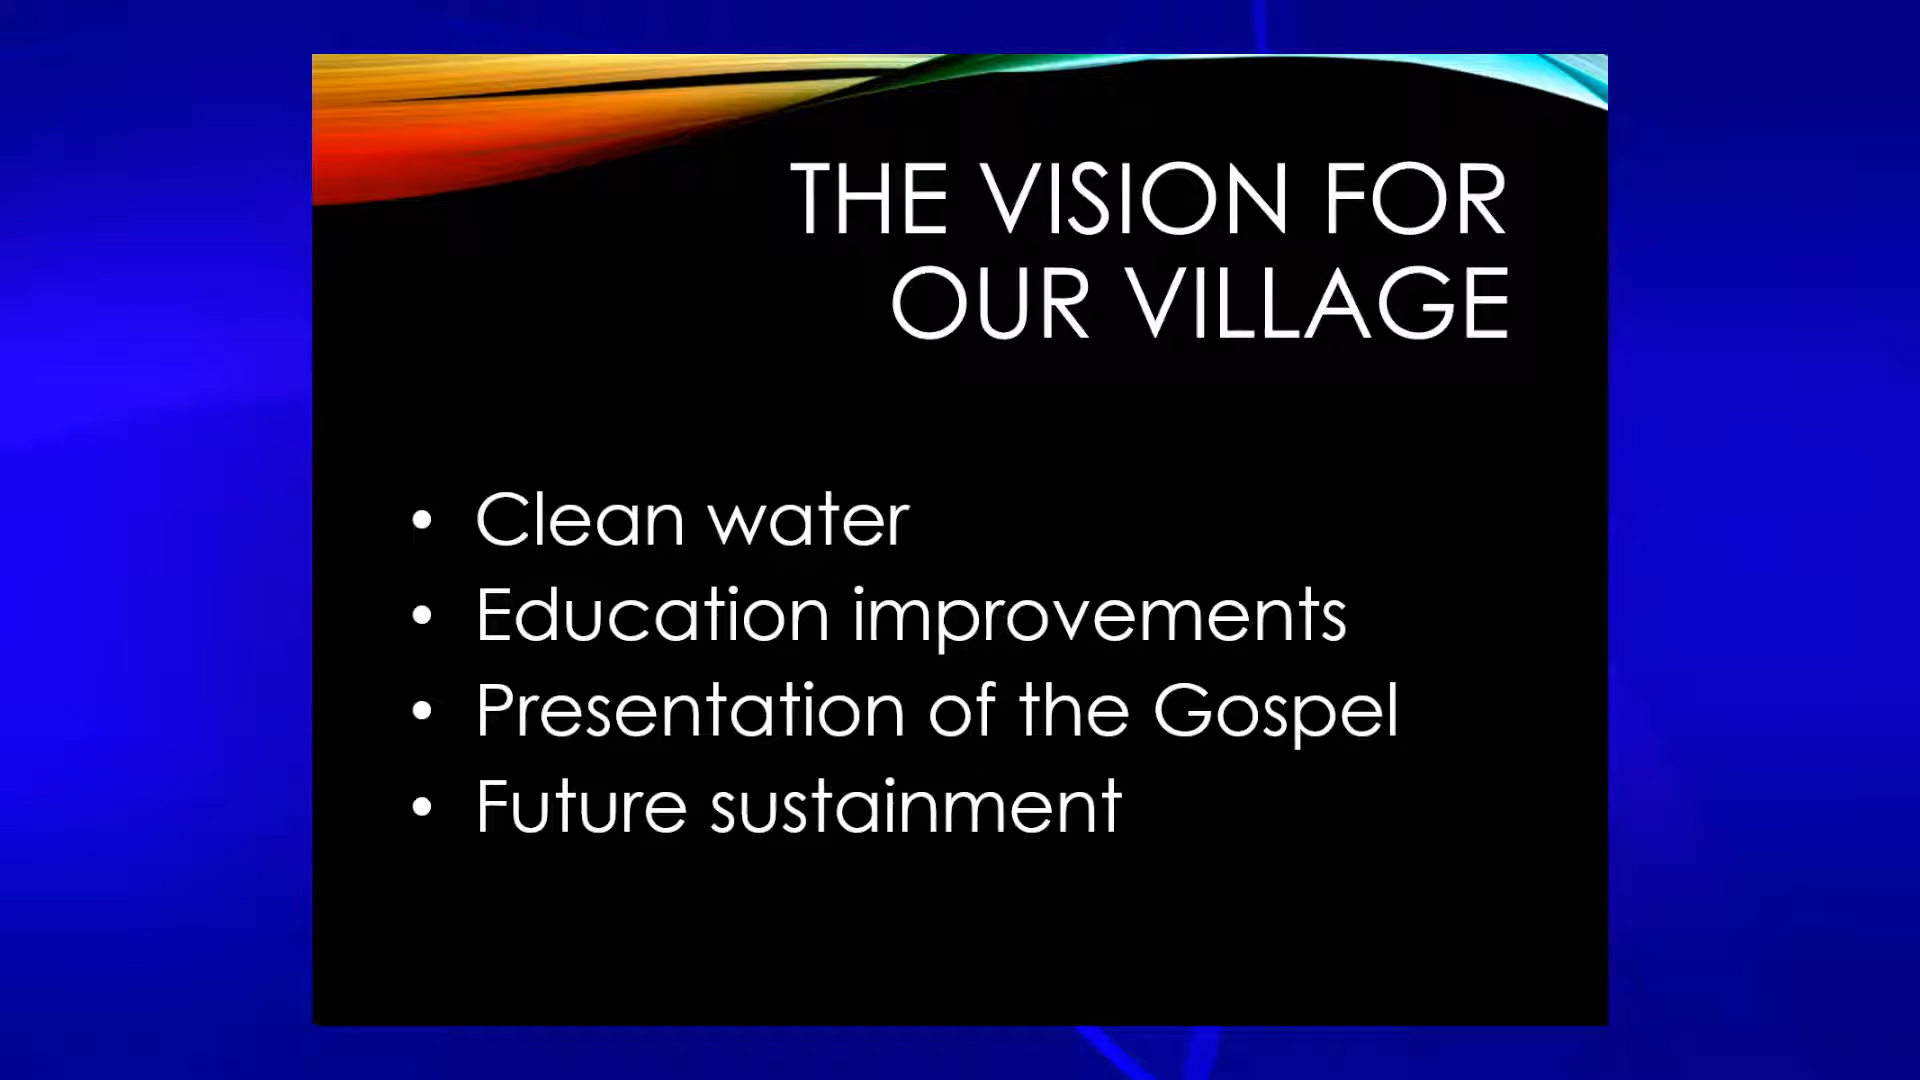 THE VISION FOR
OUR VILLAGE
• Clean water
• Education improvements
• Presentation of the Gospel
• Future sustainment